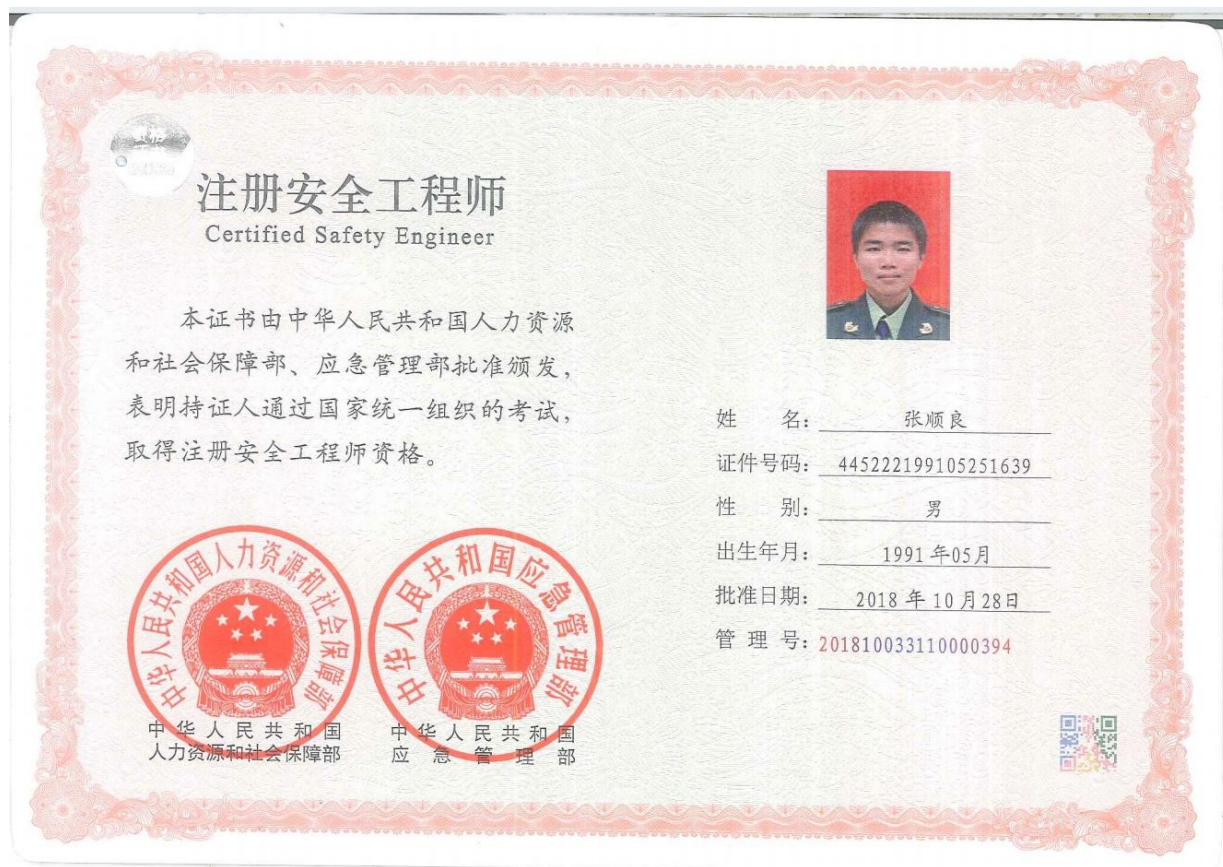 注册安全工程师
Certified Safety Engineer
本证书由中华人民共和国人力资源
和社会保障部、应急管理部批准颁发，
表明持证人通过国家统一组织的考试，
取得注册安全工程师资格。
中华人民共和国人力资源和社会保障部
中华人民共和国应急管理部
中华人民共和国
人力资源和社会保障部
中华人民共和国
应急管理部
姓名：张顺良
证件号码：445222199105251639
性别：男
出生年月：1991年05月
批准日期：2018年10月28日
管理号：201810033110000394